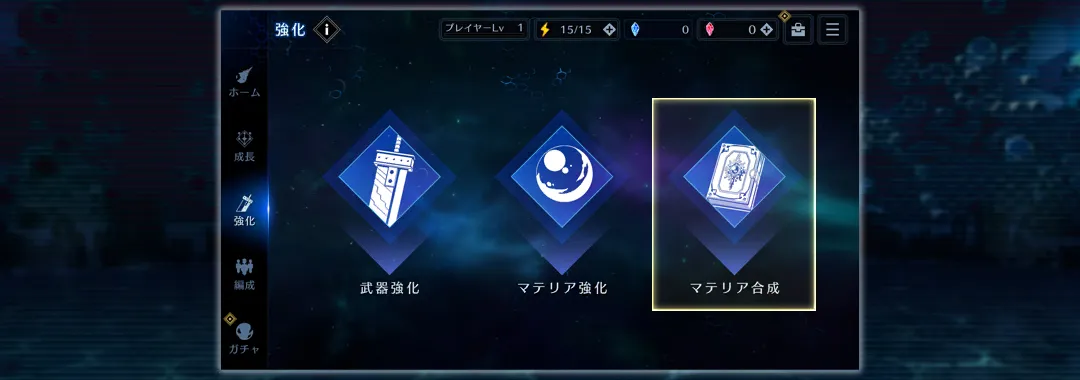 強化 i
プレイヤーLv 1
15/15
0
0
ホーム
成長
強化
編成
ガチャ
武器強化
マテリア強化
マテリア合成